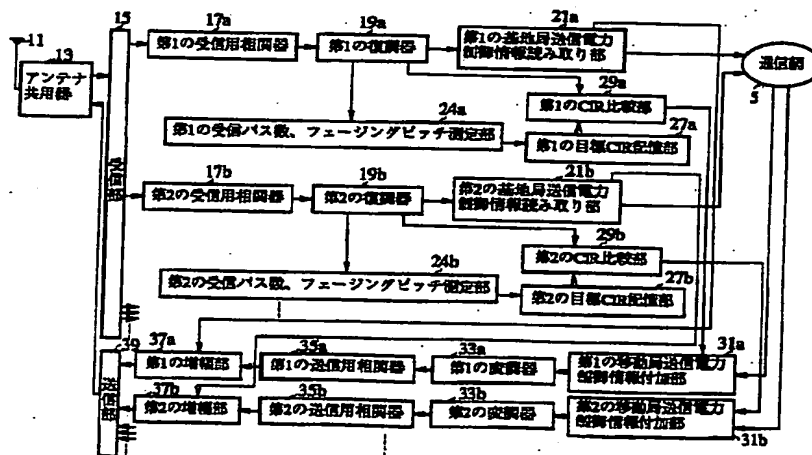 11
13
アンテナ
共用器
15
17a
第1の受信用相関器
19a
第1の復調器
21a
第1の基地局送信電力
制御情報読み取り部
通信網
5
29a
第1のCIR比較部
24a
第1の受信パス数、フェージングピッチ測定部
27a
第1の目標CIR記憶部
17b
第2の受信用相関器
19b
第2の復調器
21b
第2の基地局送信電力
制御情報読み取り部
29b
第2のCIR比較部
24b
第2の受信パス数、フェージングピッチ測定部
27b
第2の目標CIR記憶部
39
37a
第1の増幅部
35a
第1の送信用相関器
33a
第1の変調器
31a
第1の移動局送信電力
制御情報付加部
37b
第2の増幅部
35b
第2の送信用相関器
33b
第2の変調器
第2の移動局送信電力
制御情報付加部
31b